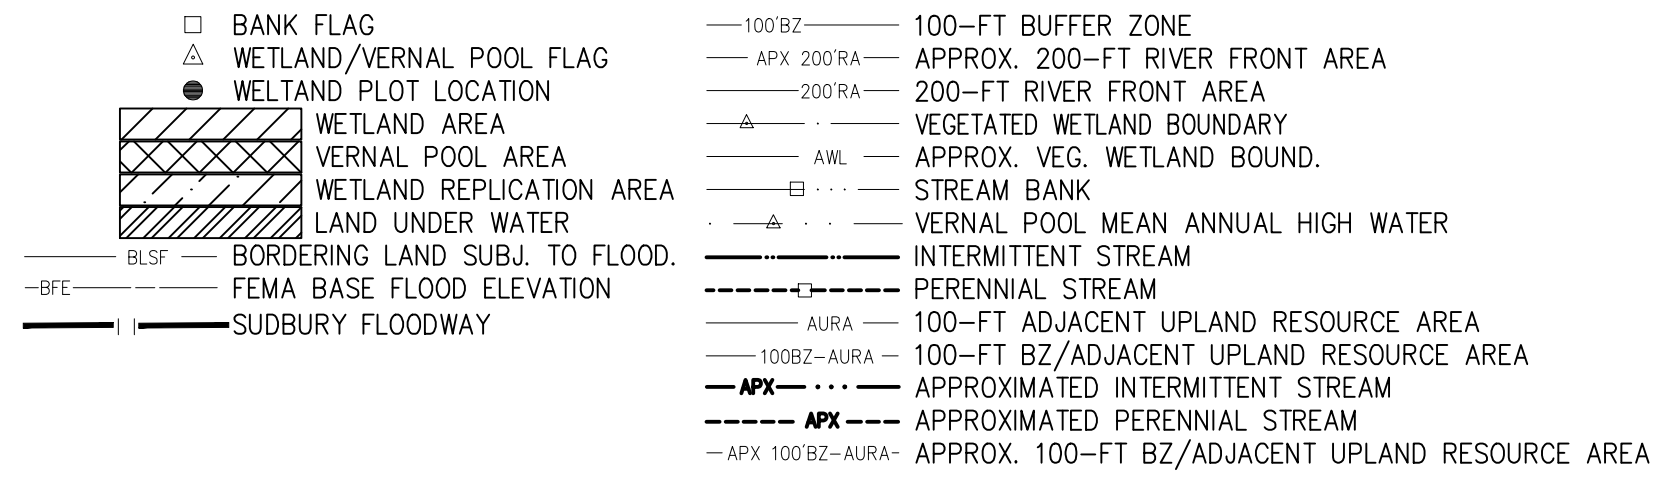 BANK FLAG
WETLAND/VERNAL POOL FLAG
WELTAND PLOT LOCATION
WETLAND AREA
VERNAL POOL AREA
WETLAND REPLICATION AREA
LAND UNDER WATER
BLSF BORDERING LAND SUBJ. TO FLOOD.
BFE FEMA BASE FLOOD ELEVATION
SUDBURY FLOODWAY
100'BZ 100-FT BUFFER ZONE
APX 200'RA APPROX. 200-FT RIVER FRONT AREA
200'RA 200-FT RIVER FRONT AREA
VEGETATED WETLAND BOUNDARY
AWL APPROX. VEG. WETLAND BOUND.
STREAM BANK
VERNAL POOL MEAN ANNUAL HIGH WATER
INTERMITTENT STREAM
PERENNIAL STREAM
AURA 100-FT ADJACENT UPLAND RESOURCE AREA
100BZ-AURA 100-FT BZ/ADJACENT UPLAND RESOURCE AREA
APX APPROXIMATED INTERMITTENT STREAM
APX APPROXIMATED PERENNIAL STREAM
APX 100'BZ-AURA APPROX. 100-FT BZ/ADJACENT UPLAND RESOURCE AREA